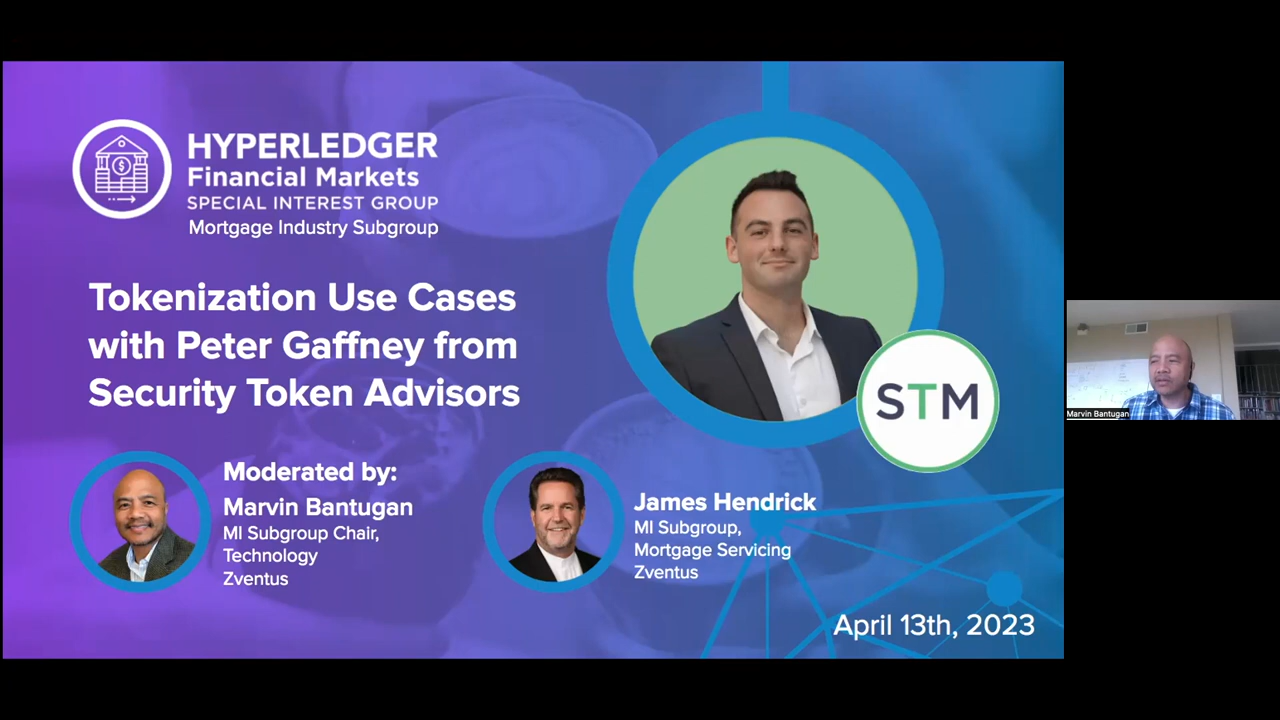 HYPERLEDGER
Financial Markets
SPECIAL INTEREST GROUP
Mortgage Industry Subgroup
Tokenization Use Cases
with Peter Gaffney from
Security Token Advisors
STM
Moderated by:
Marvin Bantugan
MI Subgroup Chair,
Technology
Zventus
James Hendrick
MI Subgroup,
Mortgage Servicing
Zventus
April 13th, 2023
Marvin Bantugan